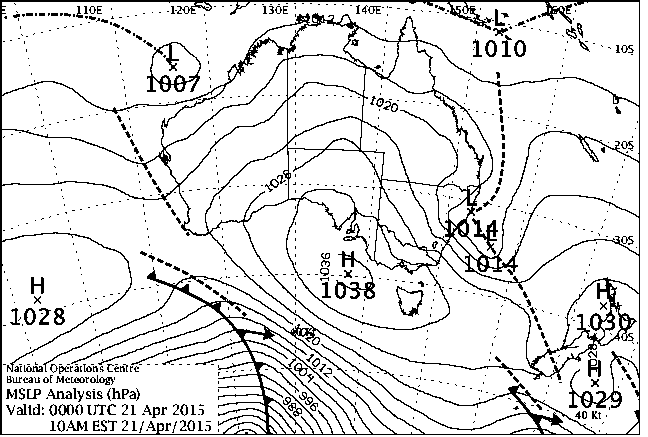 110E 120E 130E 140E 150E
1012
L
1010
10S
L
1007
1020
20S
1028
L
1014
L
1014
30S
1036
H
1038
H
1028
H
1030
1020
1012
1004
996
988
40S
1028
H
1029
40 Kt
National Operations Centre
Bureau of Meteorology
MSLP Analysis (hPa)
Valid: 0000 UTC 21 Apr 2015
10AM EST 21/Apr/2015